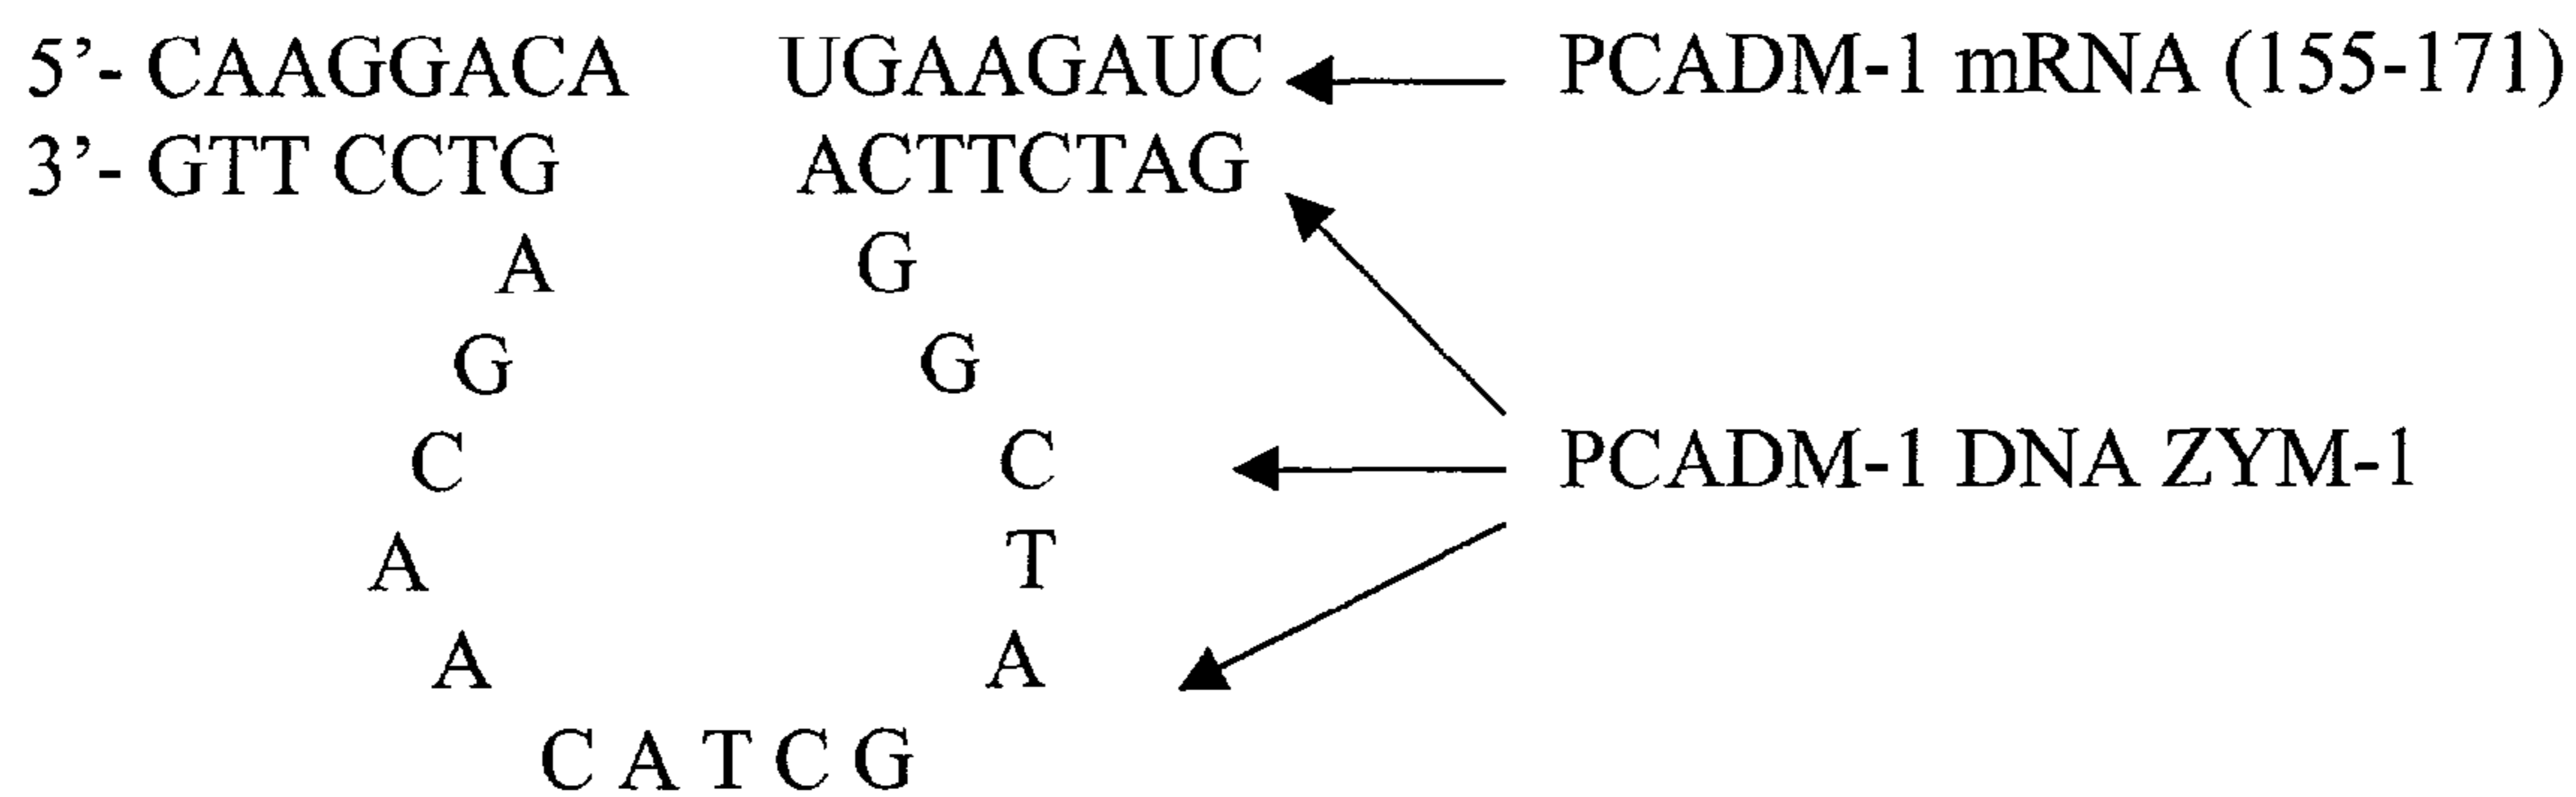 5'- CAAGGACA UGAAGAUC PCADM-1 mRNA (155-171)
3'- GTT CCTG ACTTCTAG
A G
G G
C C PCADM-1 DNA ZYM-1
A T
A A
C A T C G